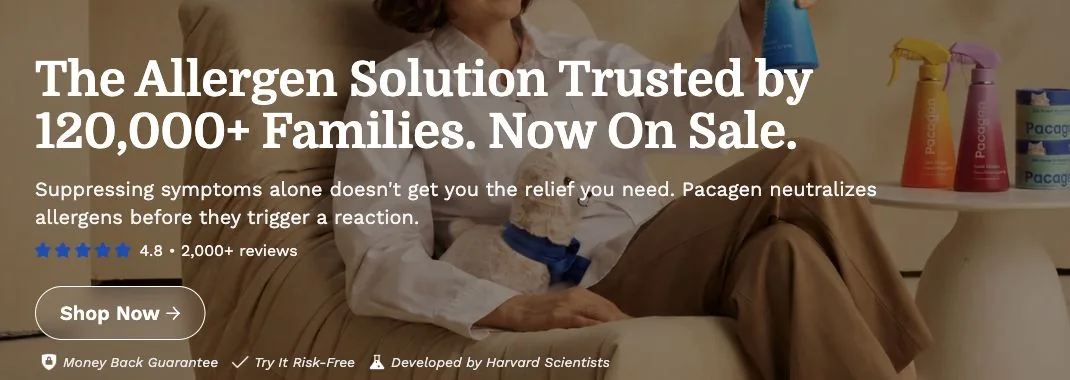 The Allergen Solution Trusted by
120,000+ Families. Now On Sale.
Suppressing symptoms alone doesn't get you the relief you need. Pacagen neutralizes
allergens before they trigger a reaction.
4.8 • 2,000+ reviews
Shop Now →
Money Back Guarantee
Try It Risk-Free
Developed by Harvard Scientists
Pacagen
Pacagen
Pacag
Pacag